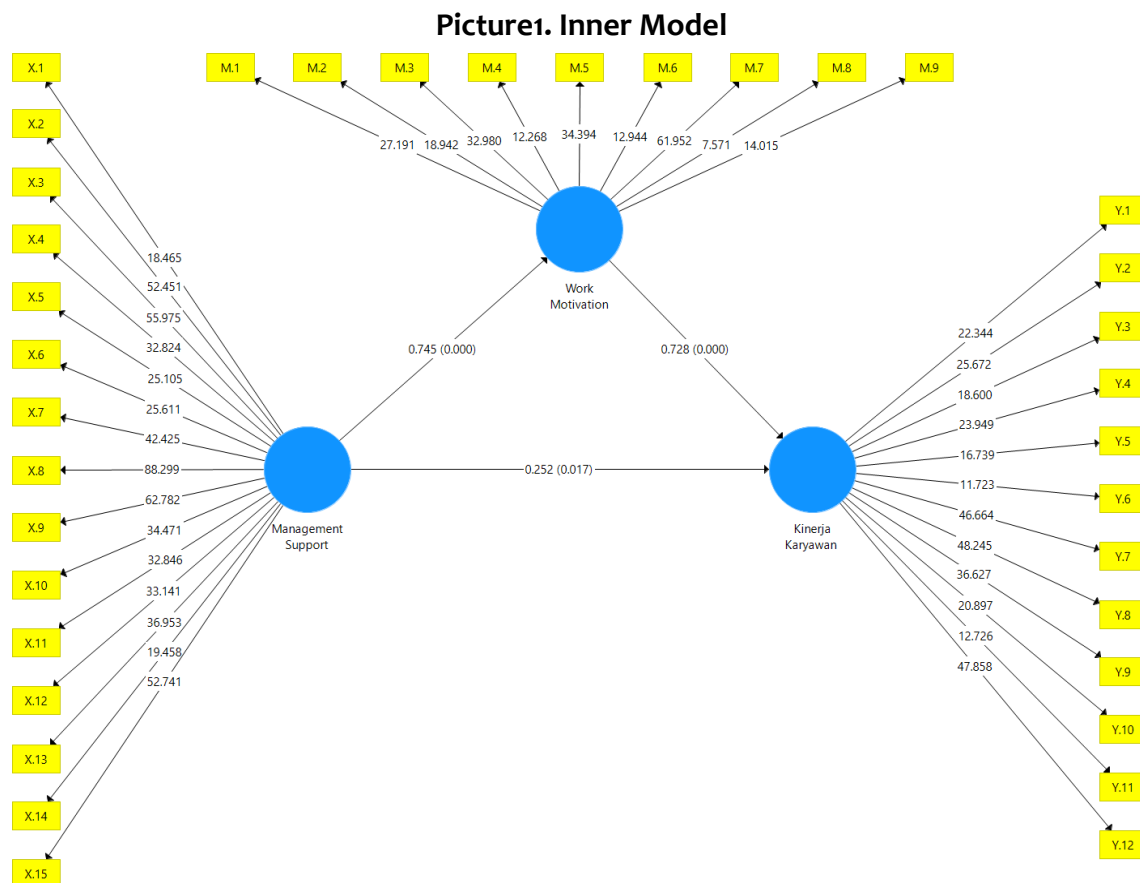 Picture1. Inner Model
X.1
M.1
M.2
M.3
M.4
M.5
M.6
M.7
M.8
M.9
X.2
X.3
X.4
X.5
X.6
X.7
X.8
X.9
X.10
X.11
X.12
X.13
X.14
X.15
27.191
18.942
32.980
12.268
34.394
12.944
61.952
7.571
14.015
Work
Motivation
18.465
52.451
55.975
32.824
25.105
25.611
42.425
88.299
62.782
34.471
32.846
33.141
36.953
19.458
52.741
0.745 (0.000)
0.728 (0.000)
0.252 (0.017)
Management
Support
Kinerja
Karyawan
22.344
25.672
18.600
23.949
16.739
11.723
46.664
48.245
36.627
20.897
12.726
47.858
Y.1
Y.2
Y.3
Y.4
Y.5
Y.6
Y.7
Y.8
Y.9
Y.10
Y.11
Y.12